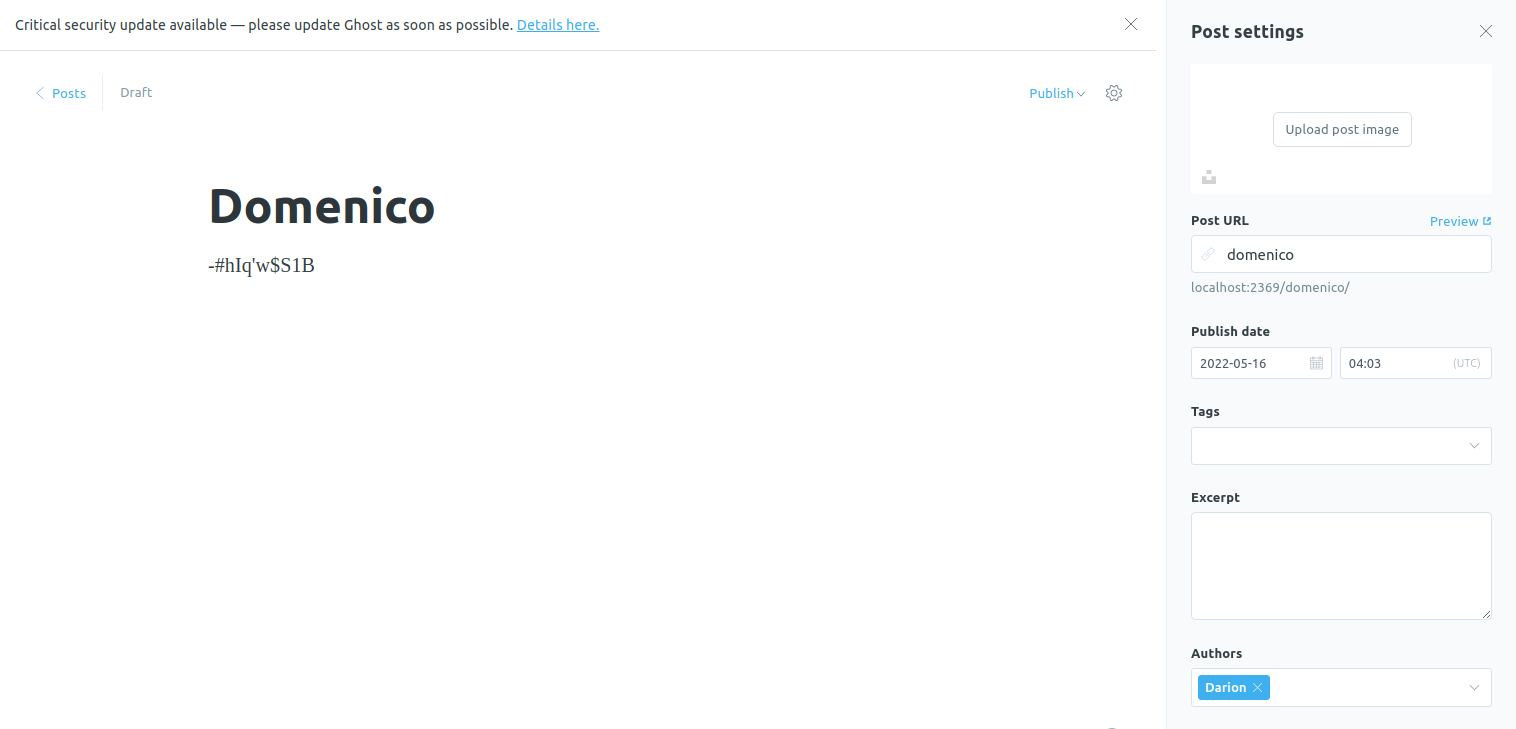 Critical security update available — please update Ghost as soon as possible. Details here.
Posts
Draft
Publish
Domenico
-#hIq'w$S1B
Post settings
Upload post image
Post URL
Preview
domenico
localhost:2369/domenico/
Publish date
2022-05-16
04:03
(UTC)
Tags
Excerpt
Authors
Darion